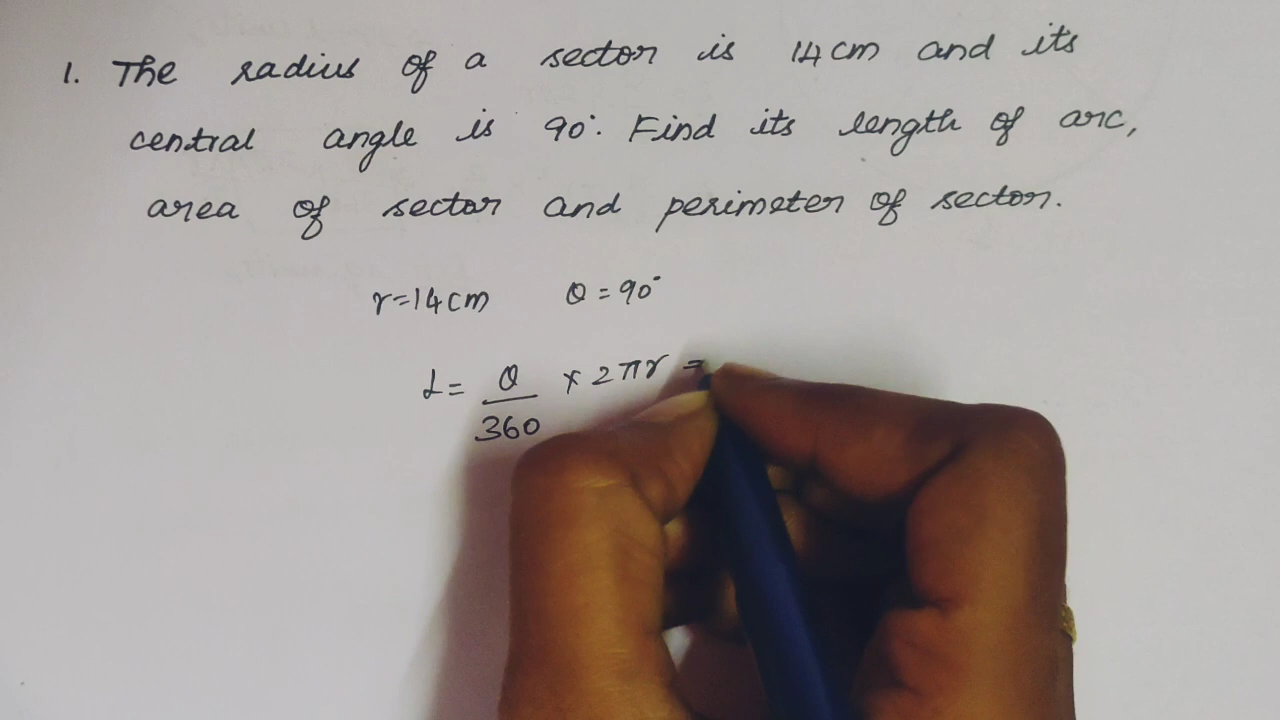 1. The radius of a sector is 14cm and its
central angle is 90°. Find its length of arc,
area of sector and perimeter of sector.
r=14cm θ=90°
L= θ/360 × 2πr =